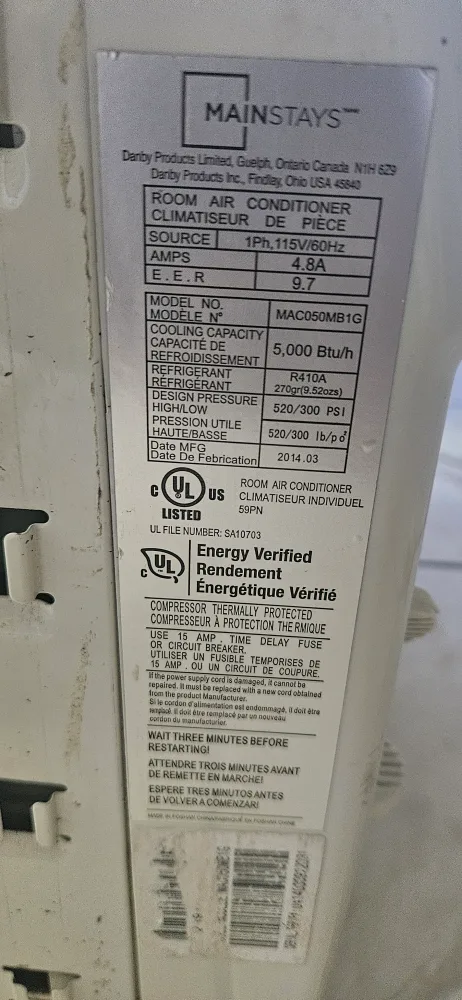 MAINSTAYS™
Danby Products Limited, Guelph, Ontario Canada N1H 6Z9
Danby Products Inc., Findlay, Ohio USA 45840
ROOM AIR CONDITIONER
CLIMATISEUR DE PIÈCE
SOURCE 1Ph,115V/60Hz
AMPS 4.8A
E.E.R 9.7
MODEL NO.
MODÈLE N° MAC050MB1G
COOLING CAPACITY
CAPACITÉ DE
REFROIDISSEMENT 5,000 Btu/h
REFRIGERANT R410A
RÉFRIGÉRANT 270gr(9.52ozs)
DESIGN PRESSURE
HIGH/LOW 520/300 PSI
PRESSION UTILE
HAUTE/BASSE 520/300 lb/po²
Date MFG
Date De Febrication 2014.03
C UL US
LISTED
ROOM AIR CONDITIONER
CLIMATISEUR INDIVIDUEL
59PN
UL FILE NUMBER: SA10703
C UL
Energy Verified
Rendement
Énergétique Vérifié
COMPRESSOR THERMALLY PROTECTED
COMPRESSEUR À PROTECTION THE RMIQUE
USE 15 AMP . TIME DELAY FUSE
OR CIRCUIT BREAKER.
UTILISER UN FUSIBLE TEMPORISES DE
15 AMP . OU UN CIRCUIT DE COUPURE.
If the power supply cord is damaged, it cannot be
repaired. It must be replaced with a new cord obtained
from the product Manufacturer.
Si le cordon d'alimentation est endommagé, il doit être
remplacé. Il doit être remplacé par un nouveau
cordon du manufacturier.
WAIT THREE MINUTES BEFORE
RESTARTING!
ATTENDRE TROIS MINUTES AVANT
DE REMETTE EN MARCHE!
ESPERE TRES MINUTOS ANTES
DE VOLVER A COMENZAR!